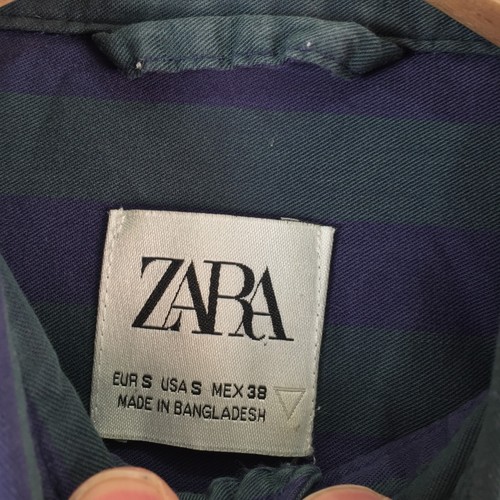 ZARA
EUR S USA S MEX 38
MADE IN BANGLADESH